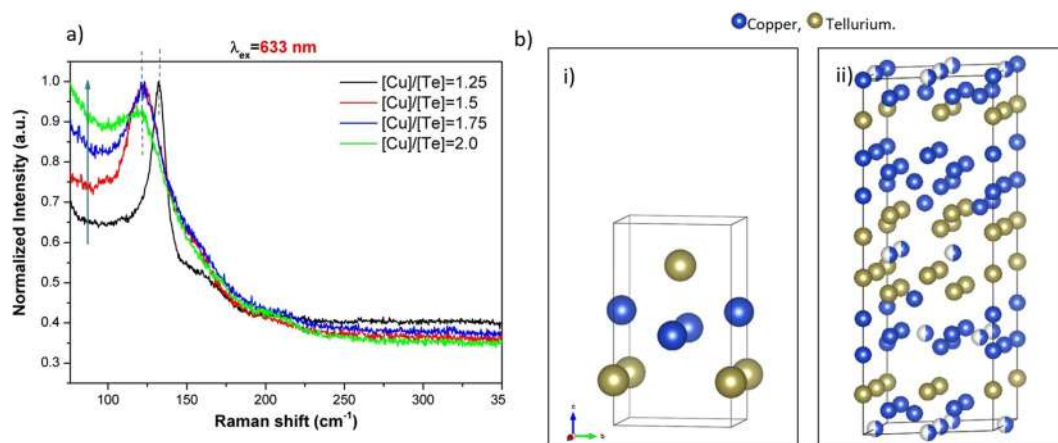 a)
λex=633 nm
Normalized Intensity (a.u.)
1.0
0.9
0.8
0.7
0.6
0.5
0.4
0.3
[Cu]/[Te]=1.25
[Cu]/[Te]=1.5
[Cu]/[Te]=1.75
[Cu]/[Te]=2.0
100 150 200 250 300 35
Raman shift (cm⁻¹)
b)
Copper, Tellurium.
i)
c
b
ii)